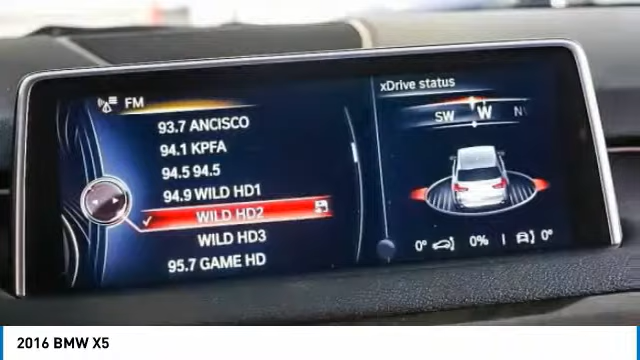 FM
93.7 ANCISCO
94.1 KPFA
94.5 94.5
94.9 WILD HD1
WILD HD2
WILD HD3
95.7 GAME HD
xDrive status
SW W N
0° 0% | 0°
2016 BMW X5